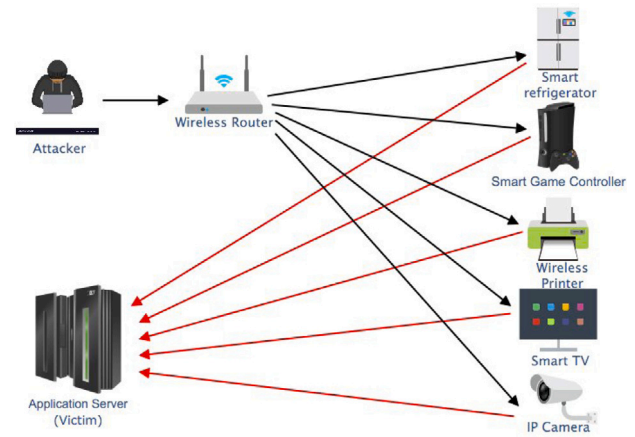 Smart
refrigerator
Wireless Router
Attacker
Smart Game Controller
Wireless
Printer
Smart TV
Application Server
(Victim)
IP Camera